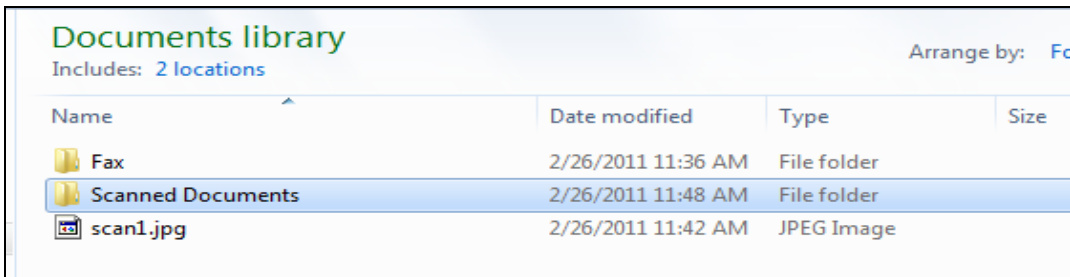 Documents library
Arrange by: Fo
Includes: 2 locations
Name Date modified Type Size
Fax 2/26/2011 11:36 AM File folder
Scanned Documents 2/26/2011 11:48 AM File folder
scan1.jpg 2/26/2011 11:42 AM JPEG Image